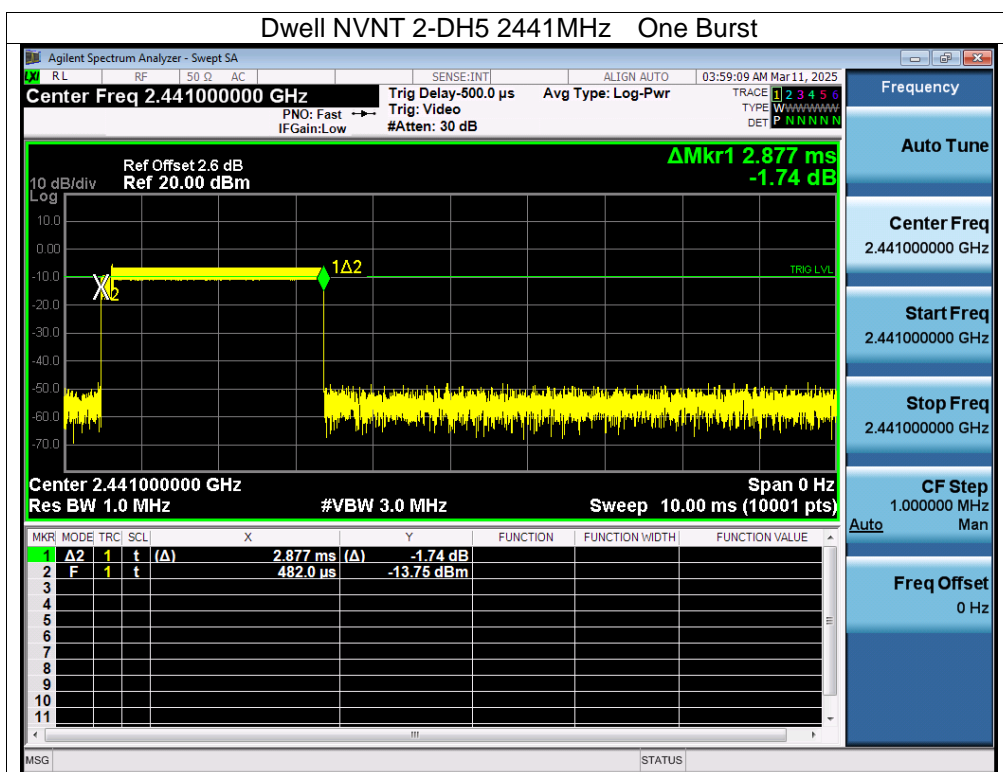 Dwell NVNT 2-DH5 2441MHz One Burst
Agilent Spectrum Analyzer - Swept SA
LXI RL RF 50 Ω AC SENSE:INT ALIGN AUTO 03:59:09 AM Mar 11, 2025
Center Freq 2.441000000 GHz
PNO: Fast
IFGain:Low
Trig Delay-500.0 µs
Trig: Video
#Atten: 30 dB
Avg Type: Log-Pwr
TRACE 1 2 3 4 5 6
TYPE WWWWWW
DET P N N N N N
ΔMkr1 2.877 ms
-1.74 dB
Ref Offset 2.6 dB
10 dB/div Ref 20.00 dBm
Log
10.0
0.00
-10.0
-20.0
-30.0
-40.0
-50.0
-60.0
-70.0
1Δ2
TRIG LVL
X2
Center 2.441000000 GHz Span 0 Hz
Res BW 1.0 MHz #VBW 3.0 MHz Sweep 10.00 ms (10001 pts)
MKR MODE TRC SCL X Y FUNCTION FUNCTION WIDTH FUNCTION VALUE
1 Δ2 1 t (Δ) 2.877 ms (Δ) -1.74 dB
2 F 1 t 482.0 µs -13.75 dBm
3
4
5
6
7
8
9
10
11
MSG STATUS
Frequency
Auto Tune
Center Freq
2.441000000 GHz
Start Freq
2.441000000 GHz
Stop Freq
2.441000000 GHz
CF Step
1.000000 MHz
Auto Man
Freq Offset
0 Hz